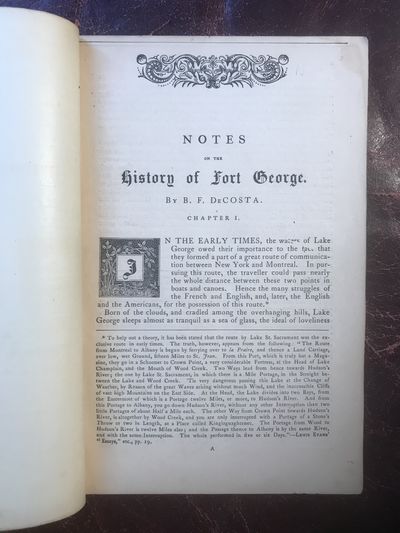 NOTES
ON THE
History of Fort George.
BY B. F. DECOSTA.
CHAPTER I.
IN THE EARLY TIMES, the waters of Lake
George owed their importance to the fact that
they formed a part of a great route of communica-
tion between New York and Montreal. In pur-
suing this route, the traveller could pass nearly
the whole distance between these two points in
boats and canoes. Hence the many struggles of
the French and English, and, later, the English
and the Americans, for the possession of this route.*
Born of the clouds, and cradled among the overhanging hills, Lake
George sleeps almost as tranquil as a sea of glass, the ideal of loveliness
* To help out a theory, it has been stated that the route by Lake St. Sacrament was the ex-
clusive route in early times. The truth, however, appears from the following: "The Route
from Montreal to Albany is begun by ferrying over to la Prairie, and thence a Land Carriage,
over low, wet Ground, fifteen Miles to St. Jean. From this Port, which is truly but a Maga-
zine, they go in a Schooner to Crown Point, a very considerable Fortress, at the Head of Lake
Champlain, and the Mouth of Wood Creek. Two Ways lead from hence towards Hudson's
River; the one by Lake St. Sacrament, in which there is a Mile Portage, in the Streight be-
tween the Lake and Wood Creek. 'Tis very dangerous passing this Lake at the Change of
Weather, by Reason of the great Waves arising without much Wind, and the inaccessible Cliffs
of vast high Mountains on the East Side. At the Head, the Lake divides into two Bays, from
the Easternmost of which is a Portage twelve Miles, or more, to Hudson's River. And from
this Portage to Albany, you go down Hudson's River, without any other Interruption than two
little Portages of about Half a Mile each. The other Way from Crown Point towards Hudson's
River, is altogether by Wood Creek, and you are only interrupted with a Portage of a Stone's
Throw or two in Length, at a Place called Kingingughtenor. The Portage from Wood to
Hudson's River is twelve Miles also; and the Passage thence to Albany is by the same River,
and with the same Interruption. The whole performed in five or six Days."—LEWIS EVANS'
"Essays," etc., pp. 19.
A